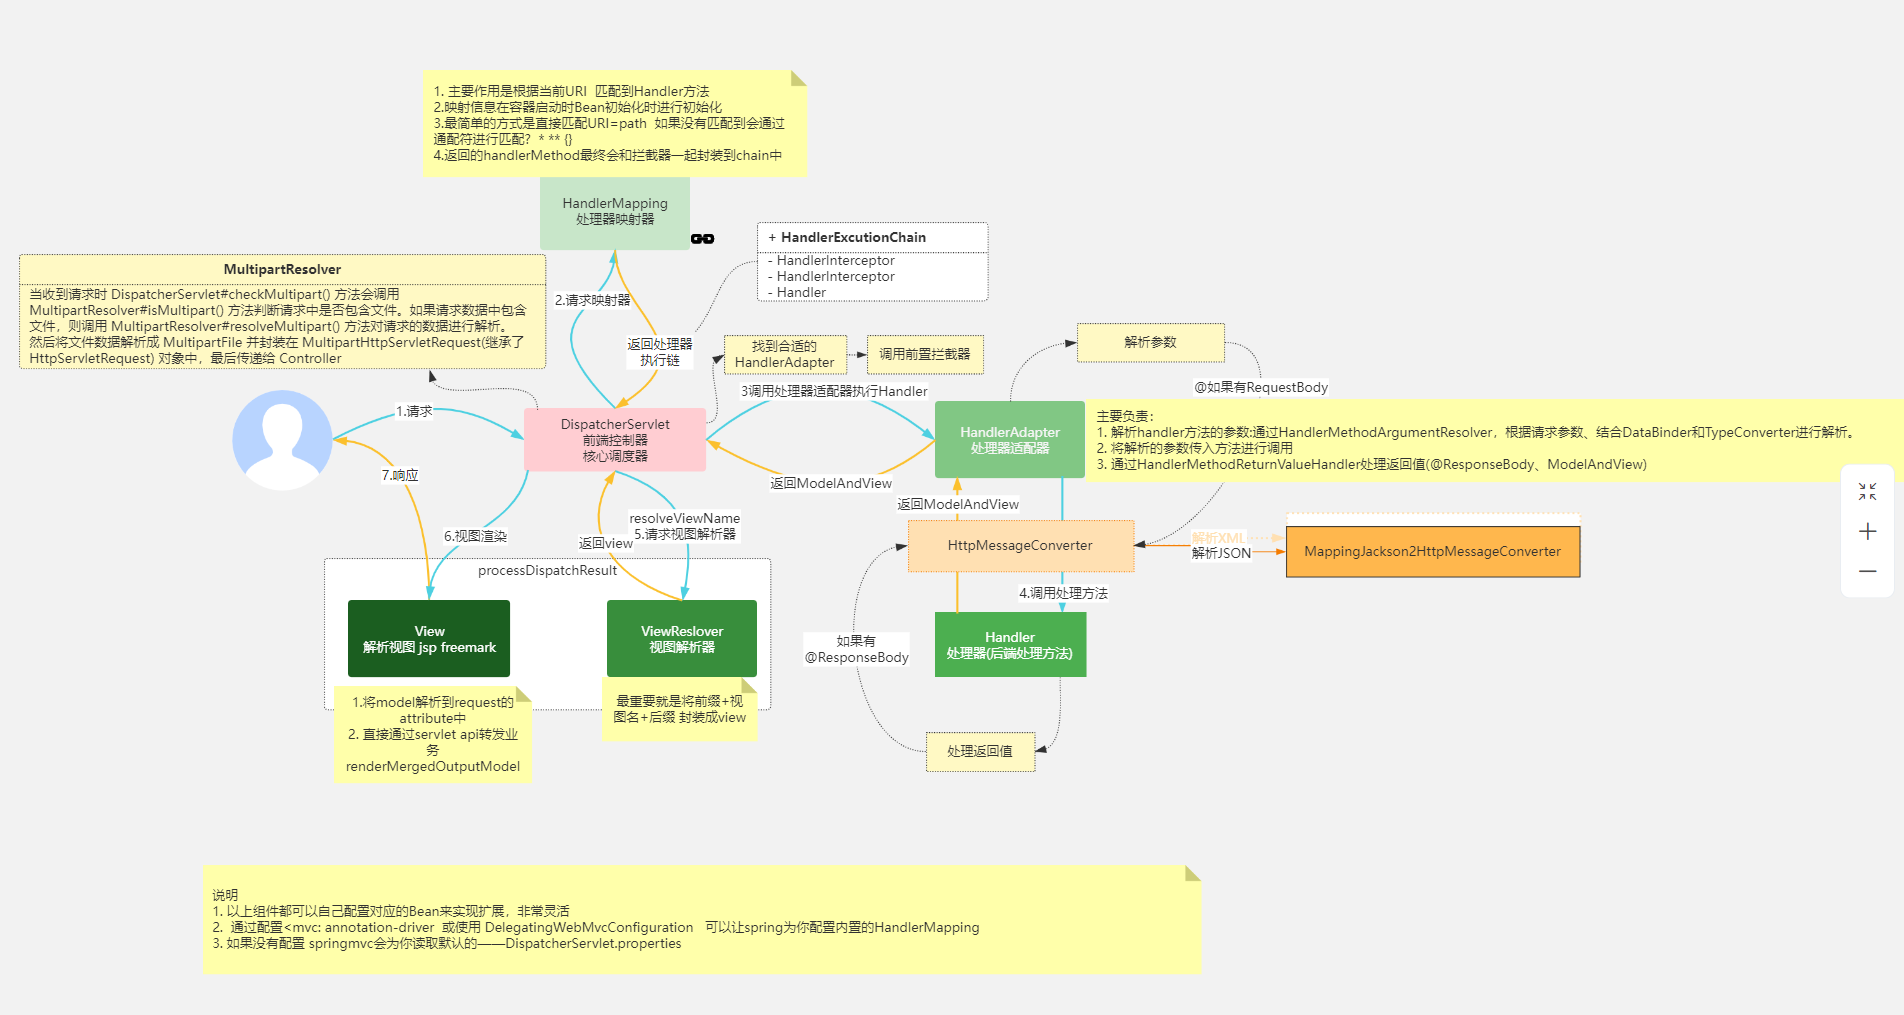 1. 主要作用是根据当前URI  匹配到Handler方法
2.映射信息在容器启动时Bean初始化时进行初始化
3.最简单的方式是直接匹配URI=path  如果没有匹配到会通过
通配符进行匹配?  * ** {}
4.返回的handlerMethod最终会和拦截器一起封装到chain中
HandlerMapping
处理器映射器
+ HandlerExcutionChain
- HandlerInterceptor
- HandlerInterceptor
- Handler
MultipartResolver
当收到请求时 DispatcherServlet#checkMultipart() 方法会调用
MultipartResolver#isMultipart() 方法判断请求中是否包含文件。如果请求数据中包含
文件，则调用 MultipartResolver#resolveMultipart() 方法对请求的数据进行解析。
然后将文件数据解析成 MultipartFile 并封装在 MultipartHttpServletRequest(继承了
HttpServletRequest) 对象中，最后传递给 Controller
2.请求映射器
返回处理器
执行链
找到合适的
HandlerAdapter
调用前置拦截器
解析参数
@如果有RequestBody
3调用处理器适配器执行Handler
1.请求
DispatcherServlet
前端控制器
核心调度器
HandlerAdapter
处理器适配器
主要负责：
1. 解析handler方法的参数:通过HandlerMethodArgumentResolver，根据请求参数、结合DataBinder和TypeConverter进行解析。
2. 将解析的参数传入方法进行调用
3. 通过HandlerMethodReturnValueHandler处理返回值(@ResponseBody、ModelAndView)
7.响应
返回ModelAndView
返回ModelAndView
6.视图渲染
返回view
resolveViewName
5.请求视图解析器
HttpMessageConverter
解析XML
解析JSON
MappingJackson2HttpMessageConverter
processDispatchResult
4.调用处理方法
View
解析视图 jsp freemark
ViewReslover
视图解析器
Handler
处理器(后端处理方法)
如果有
@ResponseBody
1.将model解析到request的
attribute中
2. 直接通过servlet api转发业
务
renderMergedOutputModel
最重要就是将前缀+视
图名+后缀 封装成view
处理返回值
说明
1. 以上组件都可以自己配置对应的Bean来实现扩展，非常灵活
2.  通过配置<mvc: annotation-driver  或使用 DelegatingWebMvcConfiguration   可以让spring为你配置内置的HandlerMapping
3. 如果没有配置 springmvc会为你读取默认的——DispatcherServlet.properties